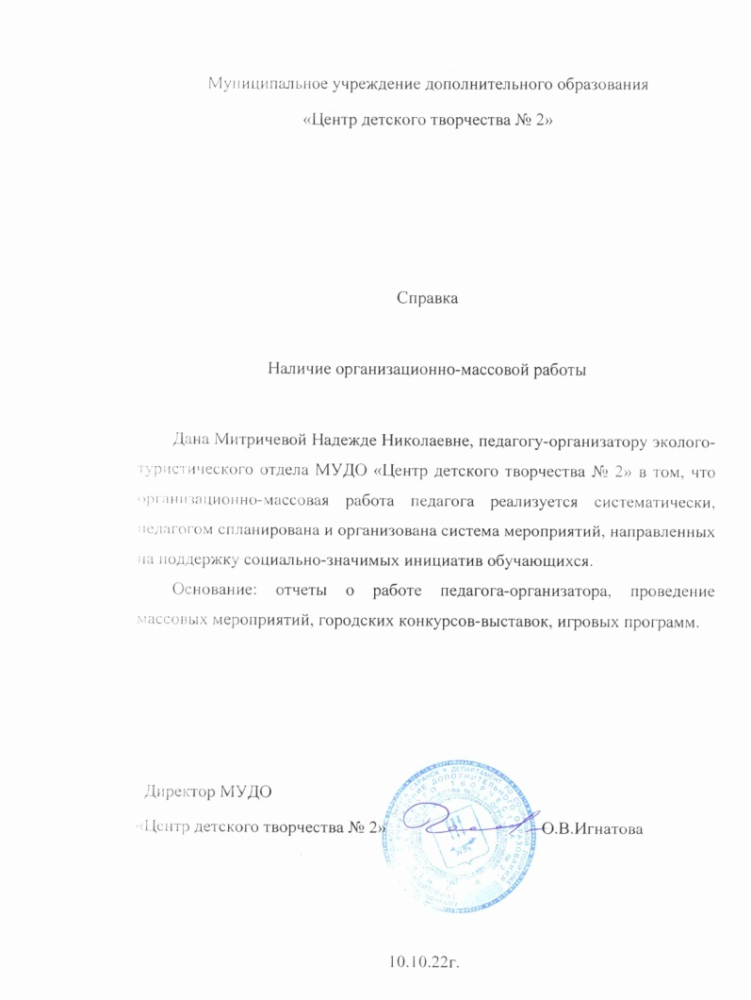 Муниципальное учреждение дополнительного образования
«Центр детского творчества № 2»
Справка
Наличие организационно-массовой работы
Дана Митричевой Надежде Николаевне, педагогу-организатору эколого-
туристического отдела МУДО «Центр детского творчества № 2» в том, что
организационно-массовая работа педагога реализуется систематически,
педагогом спланирована и организована система мероприятий, направленных
на поддержку социально-значимых инициатив обучающихся.
Основание: отчеты о работе педагога-организатора, проведение
массовых мероприятий, городских конкурсов-выставок, игровых программ.
Директор МУДО
«Центр детского творчества № 2»
О.В.Игнатова
10.10.22г.